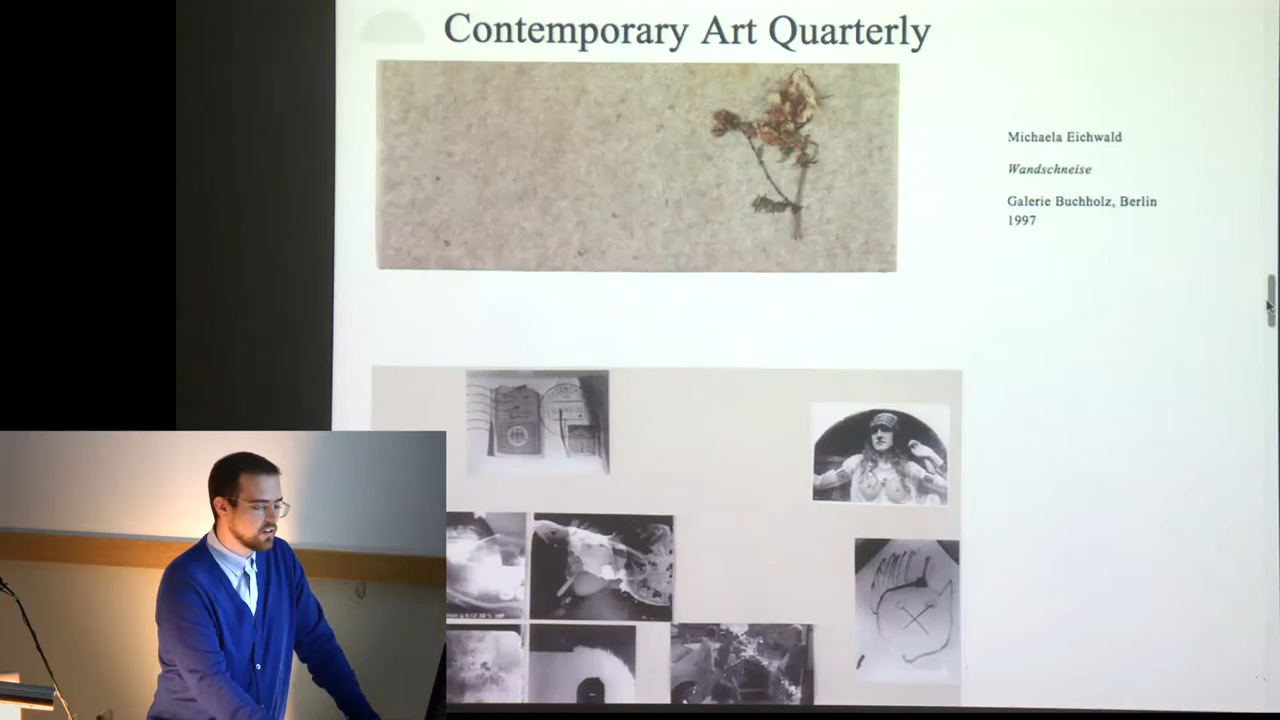 Contemporary Art Quarterly
Michaela Eichwald
Wandschneise
Galerie Buchholz, Berlin
1997